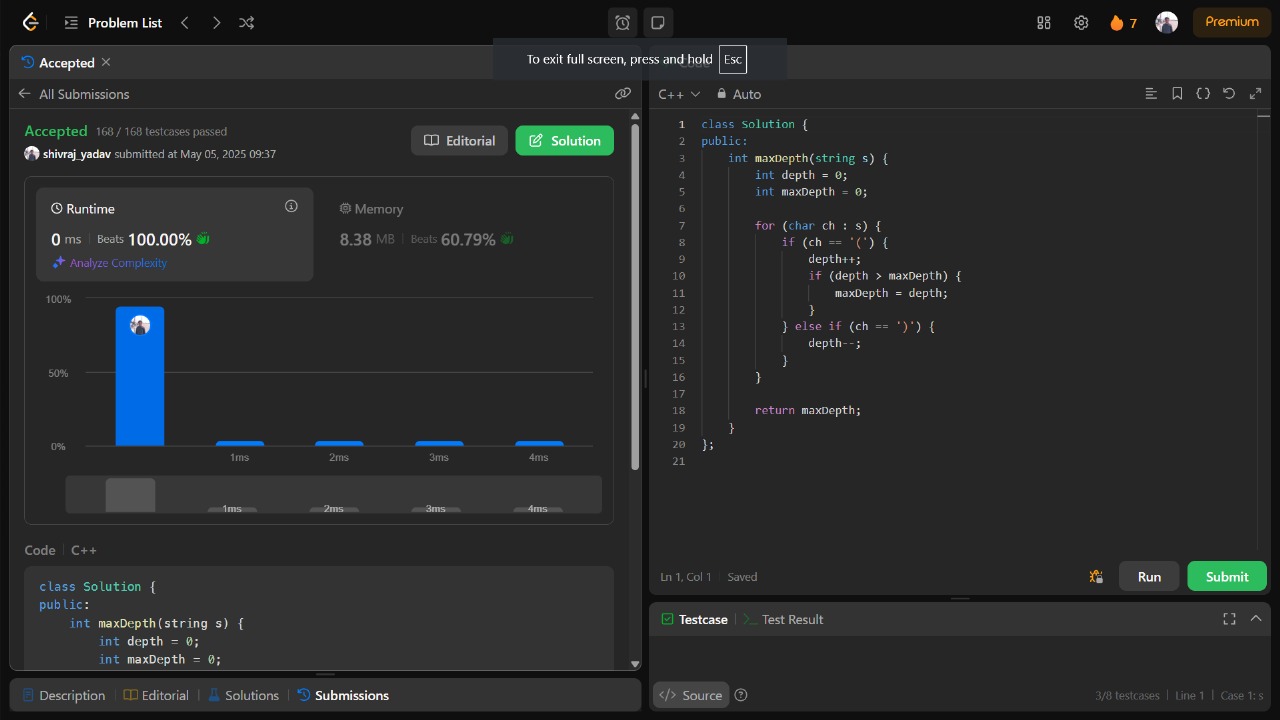 Problem List
7
Premium
To exit full screen, press and hold Esc
Accepted
All Submissions
Accepted 168 / 168 testcases passed
shivraj_yadav submitted at May 05, 2025 09:37
Editorial
Solution
Runtime
0 ms | Beats 100.00%
Analyze Complexity
Memory
8.38 MB | Beats 60.79%
100%
50%
0%
1ms 2ms 3ms 4ms
1ms 2ms 3ms 4ms
Code | C++
class Solution {
public:
    int maxDepth(string s) {
        int depth = 0;
        int maxDepth = 0;
Description | Editorial | Solutions | Submissions
C++ Auto
1 class Solution {
2 public:
3     int maxDepth(string s) {
4         int depth = 0;
5         int maxDepth = 0;
6
7         for (char ch : s) {
8             if (ch == '(') {
9                 depth++;
10                 if (depth > maxDepth) {
11                     maxDepth = depth;
12                 }
13             } else if (ch == ')') {
14                 depth--;
15             }
16         }
17
18         return maxDepth;
19     }
20 };
21
Ln 1, Col 1 | Saved
Run
Submit
Testcase | >_ Test Result
</> Source
3/8 testcases | Line 1 | Case 1: s